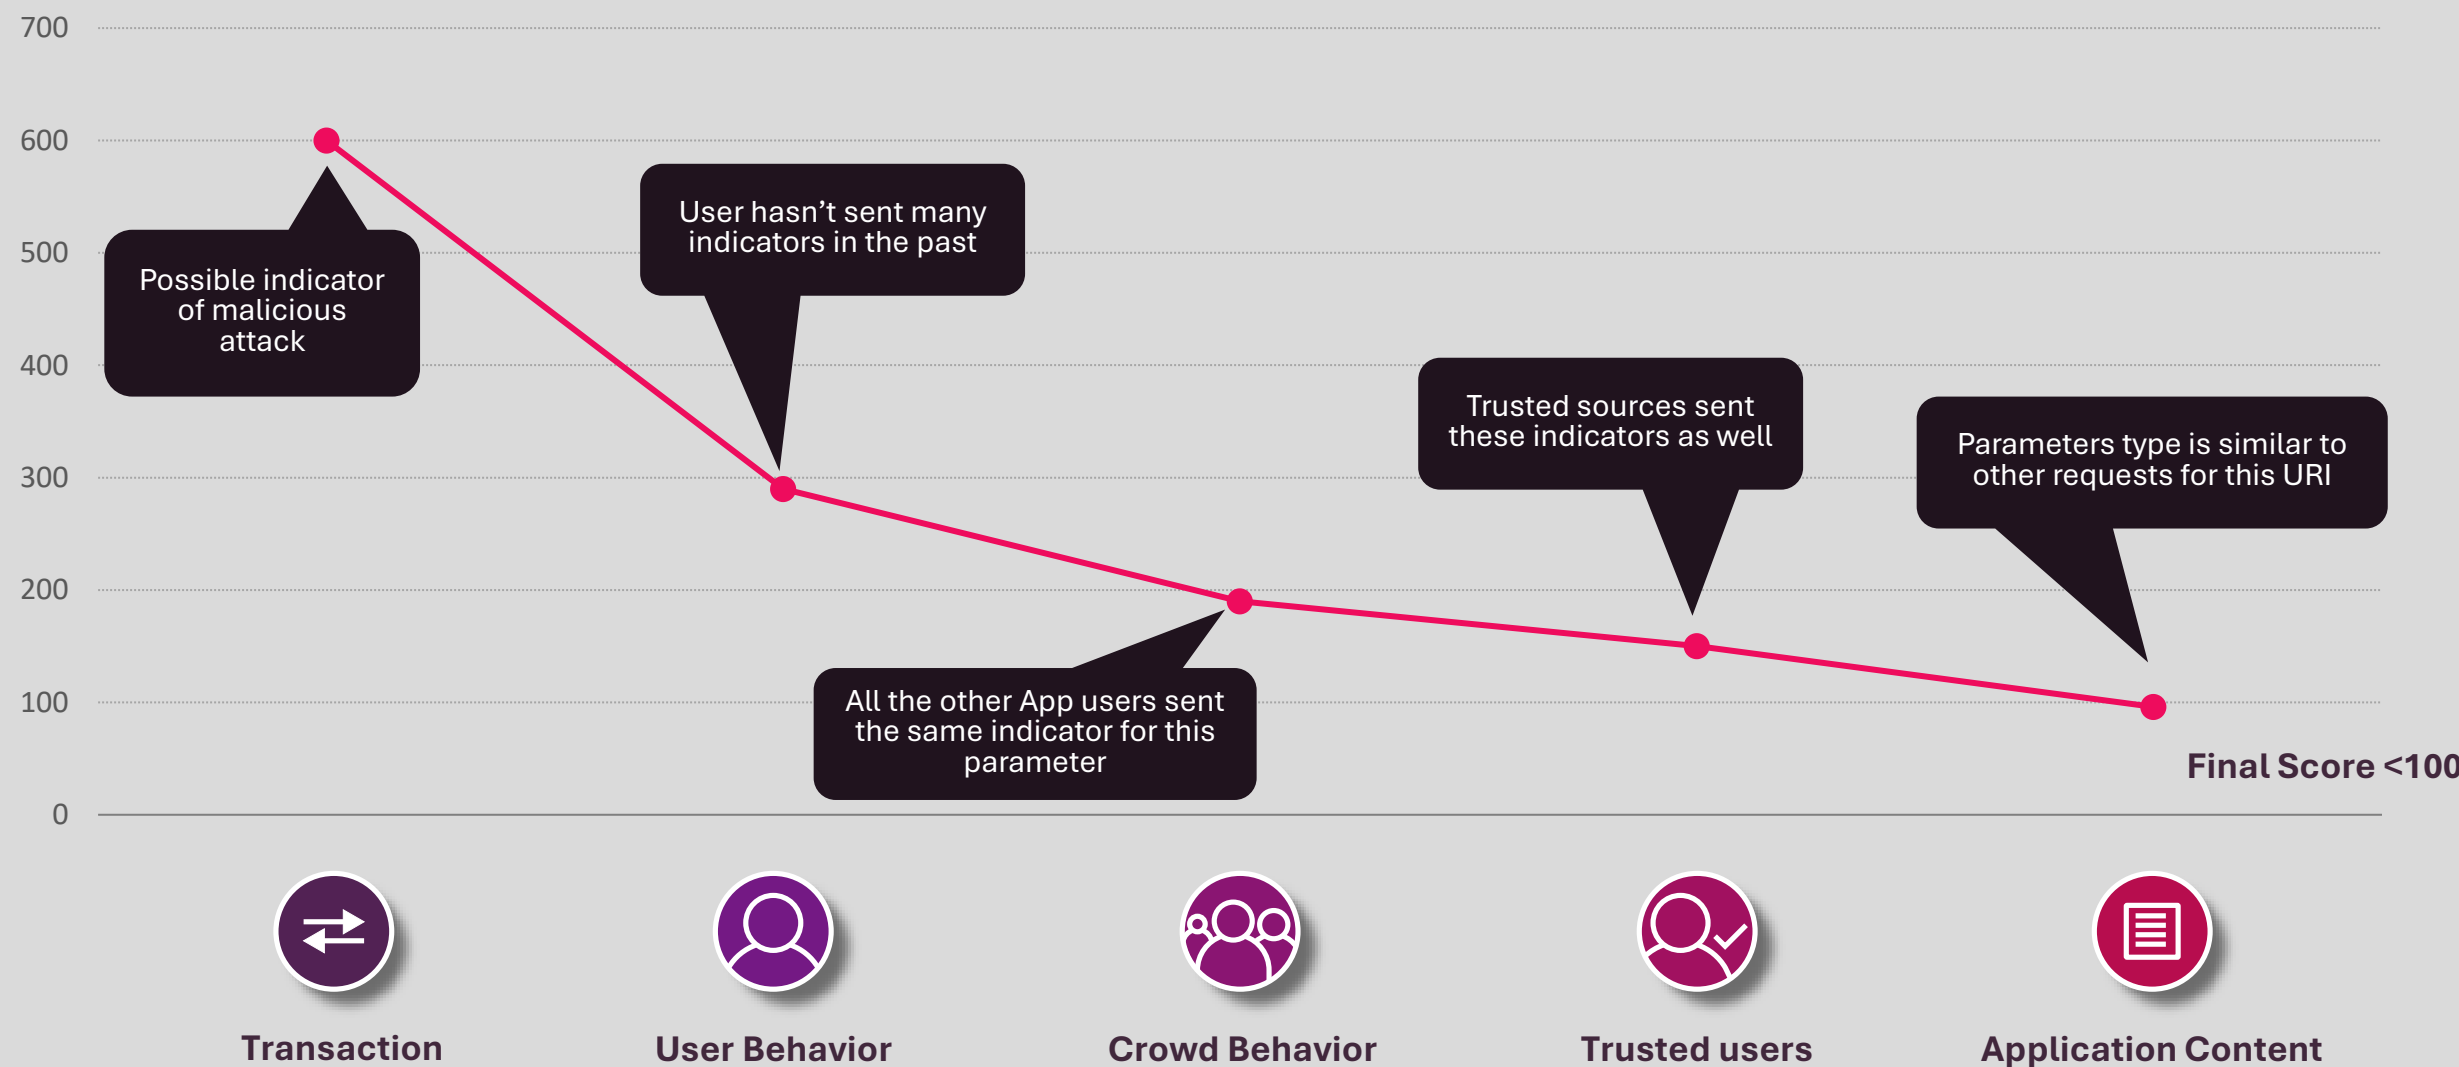 700
600
500
400
300
200
100
0
Possible indicator
of malicious
attack
User hasn’t sent many
indicators in the past
All the other App users sent
the same indicator for this
parameter
Trusted sources sent
these indicators as well
Parameters type is similar to
other requests for this URI
Final Score <100
Transaction
User Behavior
Crowd Behavior
Trusted users
Application Content